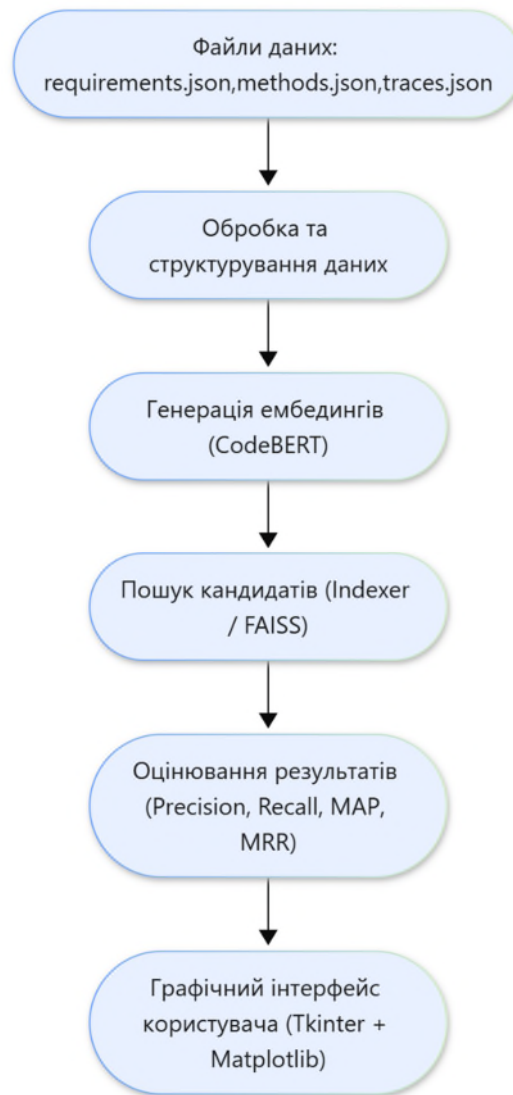 Файли даних:
requirements.json,methods.json,traces.json
Обробка та
структурування даних
Генерація ембедингів
(CodeBERT)
Пошук кандидатів (Indexer
/ FAISS)
Оцінювання результатів
(Precision, Recall, MAP,
MRR)
Графічний інтерфейс
користувача (Tkinter +
Matplotlib)